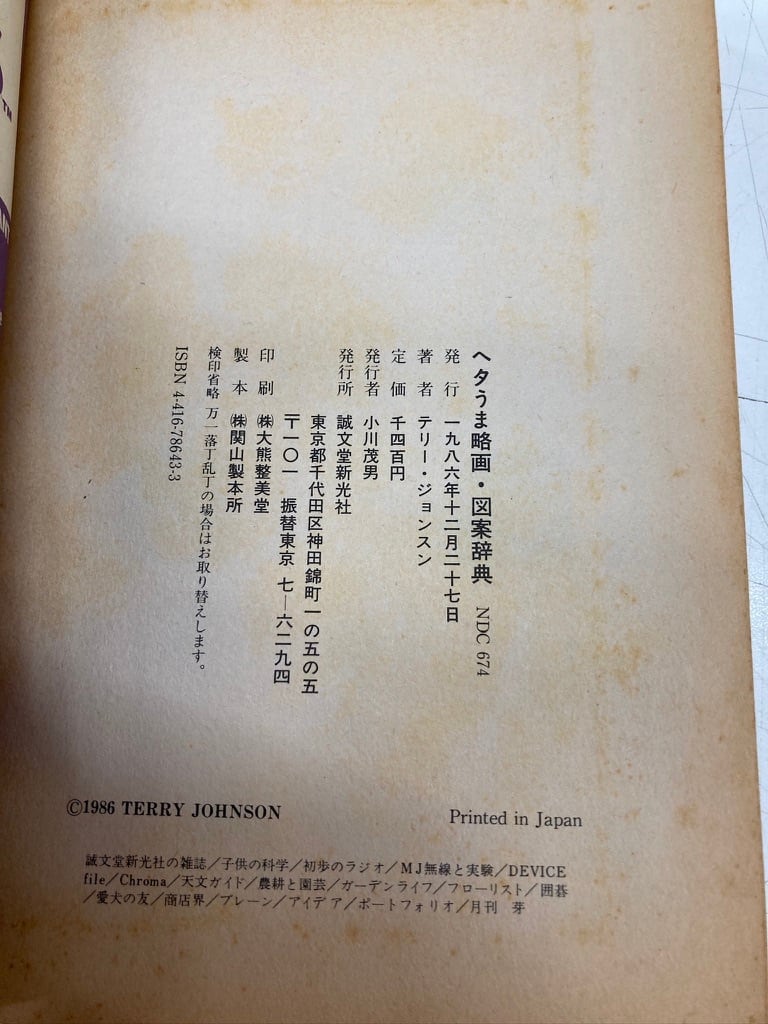 ヘタうま略画・図案辞典 NDC 674
発行 一九八六年十二月二十七日
著者 テリー・ジョンスン
定価 千四百円
発行者 小川茂男
発行所 誠文堂新光社
東京都千代田区神田錦町一の五の五
〒一〇一 振替東京 七—六二九四
印刷 ㈱大熊整美堂
製本 ㈱関山製本所
検印省略 万一落丁乱丁の場合はお取り替えします。
ISBN 4-416-78643-3
©1986 TERRY JOHNSON
Printed in Japan
誠文堂新光社の雑誌/子供の科学/初歩のラジオ/MJ無線と実験/DEVICE
file/Chroma/天文ガイド/農耕と園芸/ガーデンライフ/フローリスト/囲碁
/愛犬の友/商店界/ブレーン/アイデア/ポートフォリオ/月刊 芽